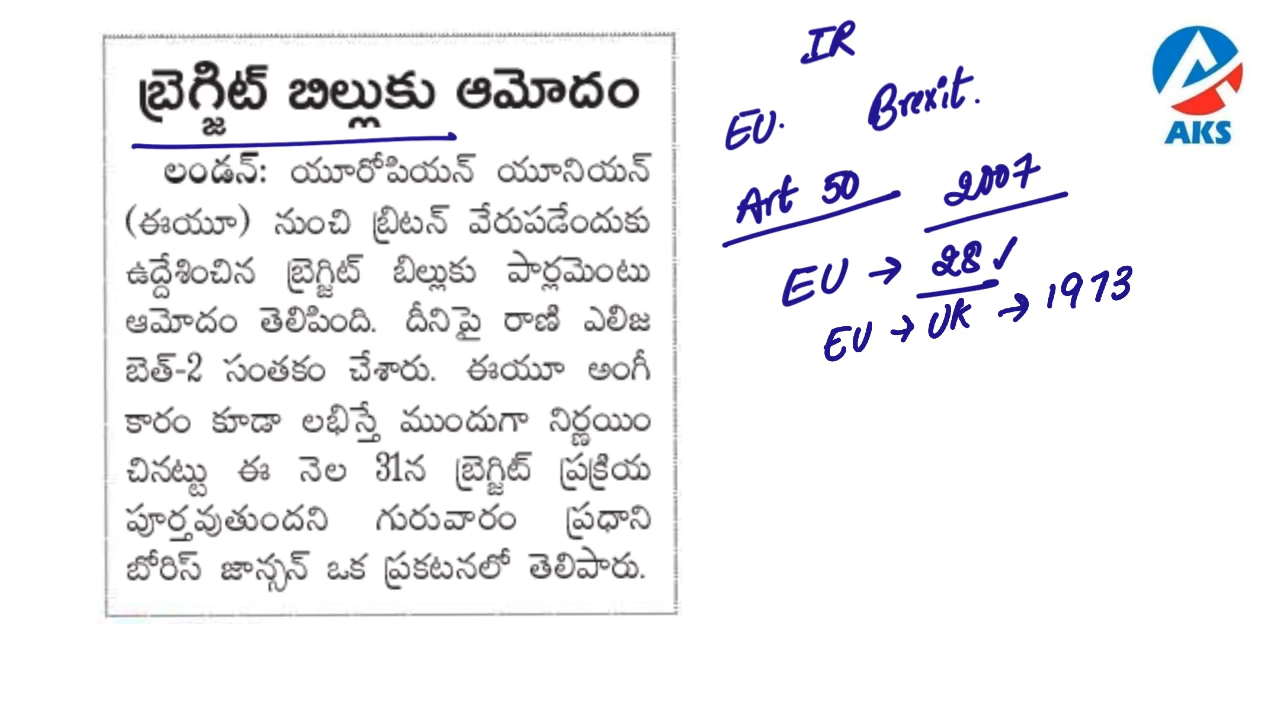 బ్రెగ్జిట్ బిల్లుకు ఆమోదం
లండన్: యూరోపియన్ యూనియన్
(ఈయూ) నుంచి బ్రిటన్ వేరుపడేందుకు
ఉద్దేశించిన బ్రెగ్జిట్ బిల్లుకు పార్లమెంటు
ఆమోదం తెలిపింది. దీనిపై రాణి ఎలిజ
బెత్-2 సంతకం చేశారు. ఈయూ అంగీ
కారం కూడా లభిస్తే ముందుగా నిర్ణయిం
చినట్టు ఈ నెల 31న బ్రెగ్జిట్ ప్రక్రియ
పూర్తవుతుందని గురువారం ప్రధాని
బోరిస్ జాన్సన్ ఒక ప్రకటనలో తెలిపారు.
IR
EU. Brexit.
Art 50 2007
EU → 28 ✓
EU → UK → 1973
AKS